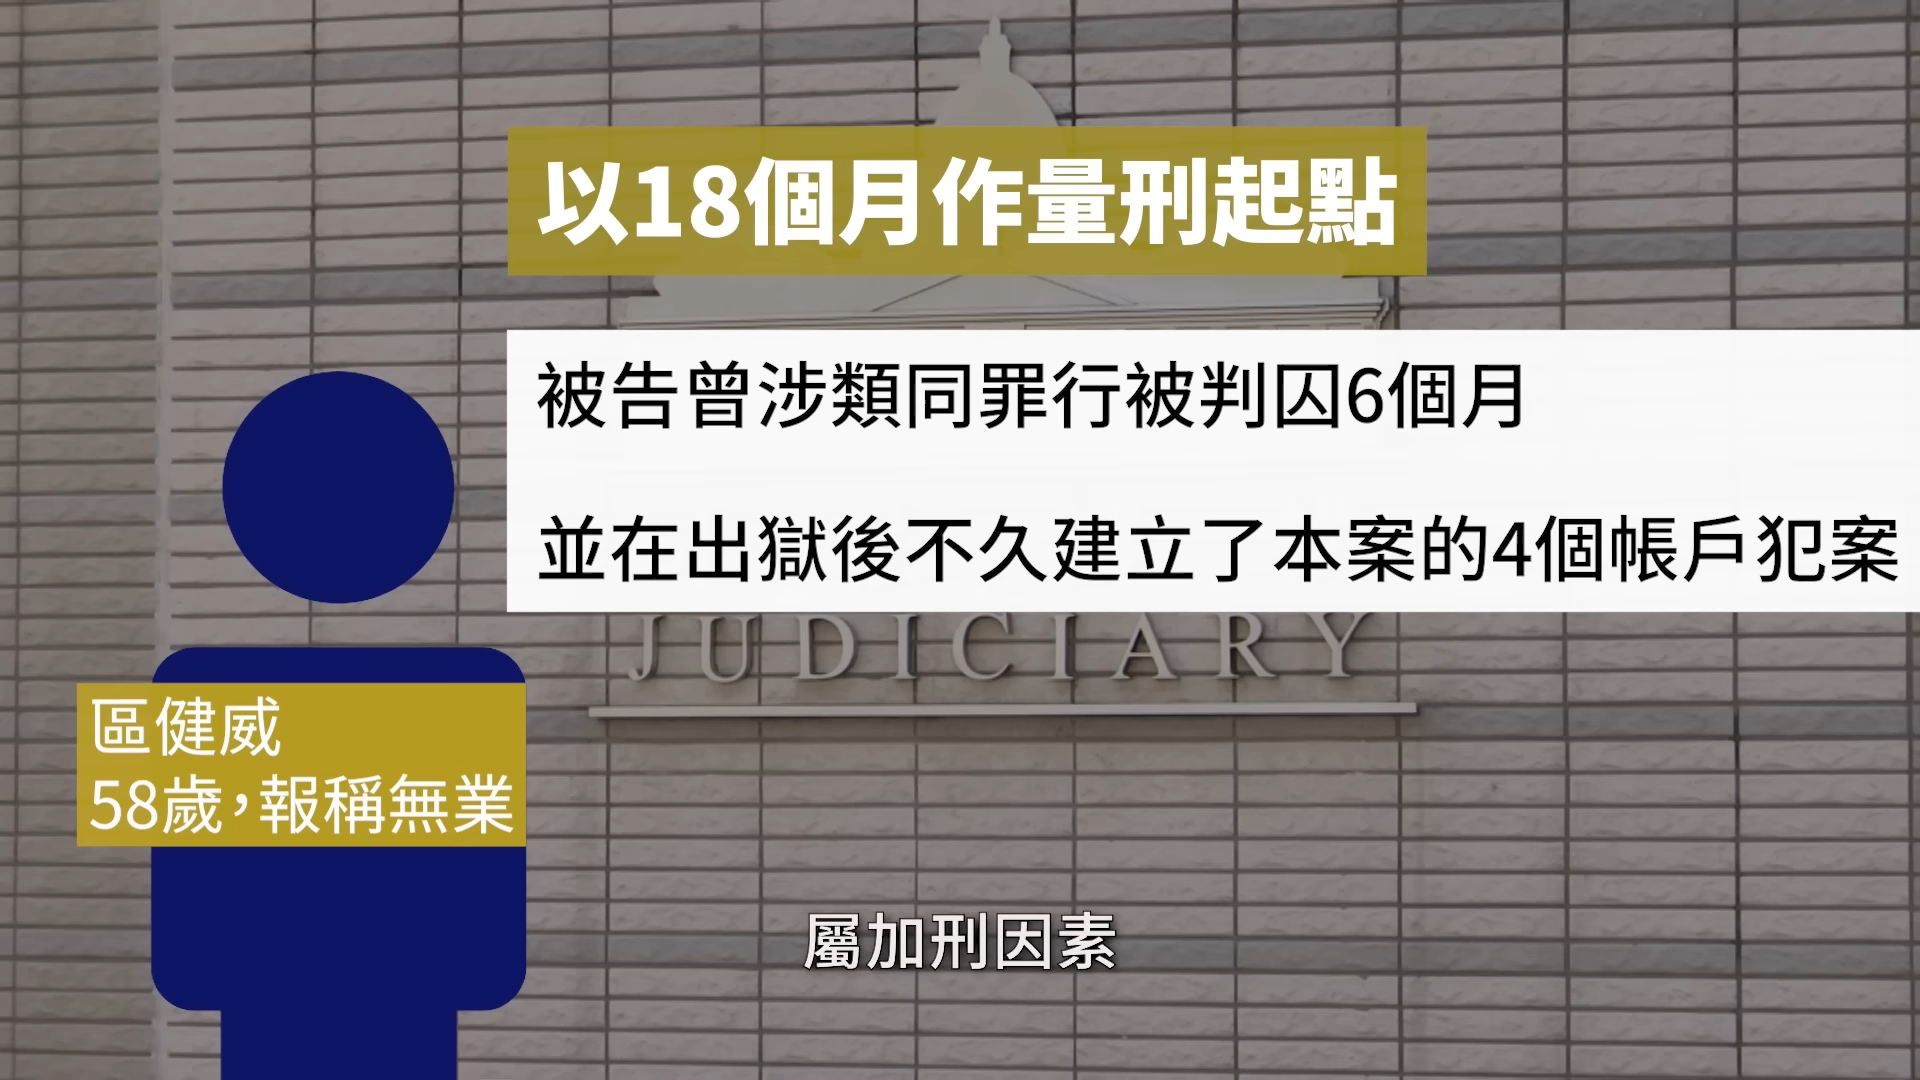 以18個月作量刑起點
被告曾涉類同罪行被判囚6個月
並在出獄後不久建立了本案的4個帳戶犯案
JUDICIARY
區健威
58歲，報稱無業
屬加刑因素